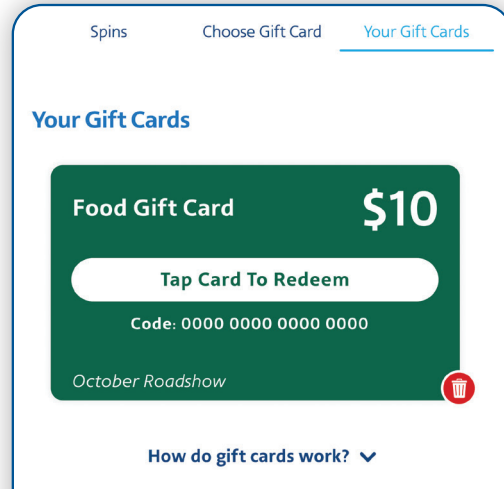 Spins Choose Gift Card Your Gift Cards
Your Gift Cards
Food Gift Card $10
Tap Card To Redeem
Code: 0000 0000 0000 0000
October Roadshow
How do gift cards work?